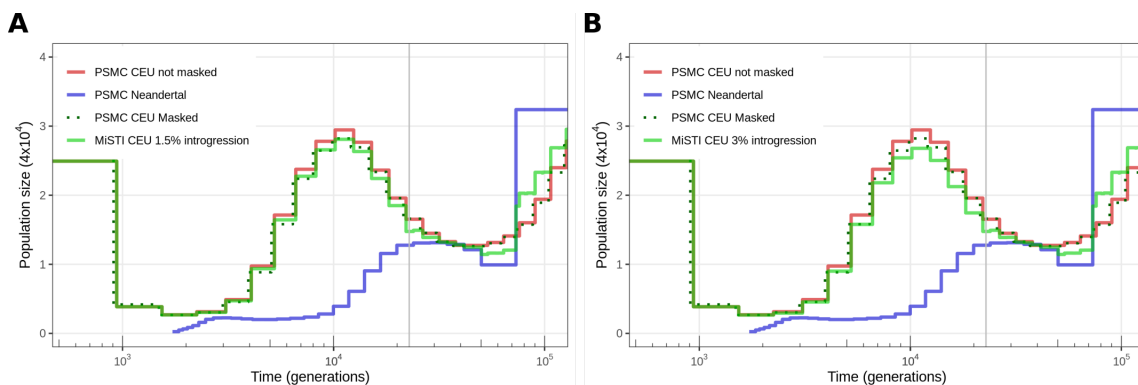 A
4
3
2
1
0
Population size (4x10⁴)
PSMC CEU not masked
PSMC Neandertal
PSMC CEU Masked
MiSTI CEU 1.5% introgression
10³
10⁴
10⁵
Time (generations)
B
4
3
2
1
0
Population size (4x10⁴)
PSMC CEU not masked
PSMC Neandertal
PSMC CEU Masked
MiSTI CEU 3% introgression
10³
10⁴
10⁵
Time (generations)